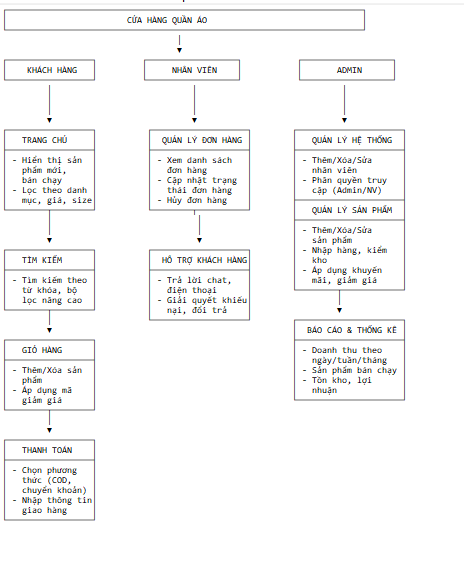 CỬA HÀNG QUẦN ÁO
KHÁCH HÀNG
NHÂN VIÊN
ADMIN
TRANG CHỦ
- Hiển thị sản
phẩm mới,
bán chạy
- Lọc theo danh
mục, giá, size
TÌM KIẾM
- Tìm kiếm theo
từ khóa, bộ
lọc nâng cao
GIỎ HÀNG
- Thêm/Xóa sản
phẩm
- Áp dụng mã
giảm giá
THANH TOÁN
- Chọn phương
thức (COD,
chuyển khoản)
- Nhập thông tin
giao hàng
QUẢN LÝ ĐƠN HÀNG
- Xem danh sách
đơn hàng
- Cập nhật trạng
thái đơn hàng
- Hủy đơn hàng
HỖ TRỢ KHÁCH HÀNG
- Trả lời chat,
điện thoại
- Giải quyết khiếu
nại, đổi trả
QUẢN LÝ HỆ THỐNG
- Thêm/Xóa/Sửa
nhân viên
- Phân quyền truy
cập (Admin/NV)
QUẢN LÝ SẢN PHẨM
- Thêm/Xóa/Sửa
sản phẩm
- Nhập hàng, kiểm
kho
- Áp dụng khuyến
mãi, giảm giá
BÁO CÁO & THỐNG KÊ
- Doanh thu theo
ngày/tuần/tháng
- Sản phẩm bán chạy
- Tồn kho, lợi
nhuận